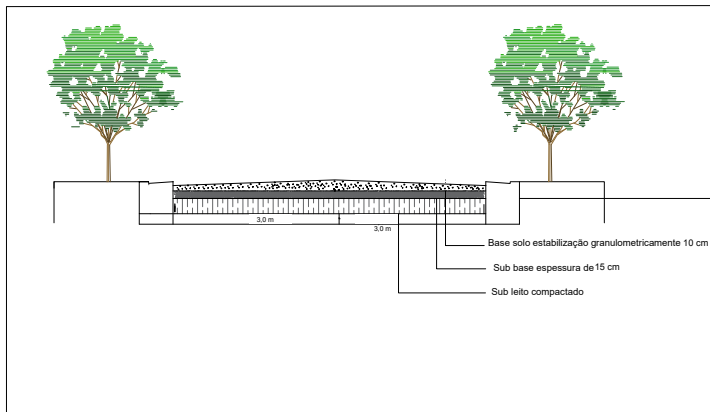 3,0 m
3,0 m
Base solo estabilização granulometricamente 10 cm
Sub base espessura de 15 cm
Sub leito compactado